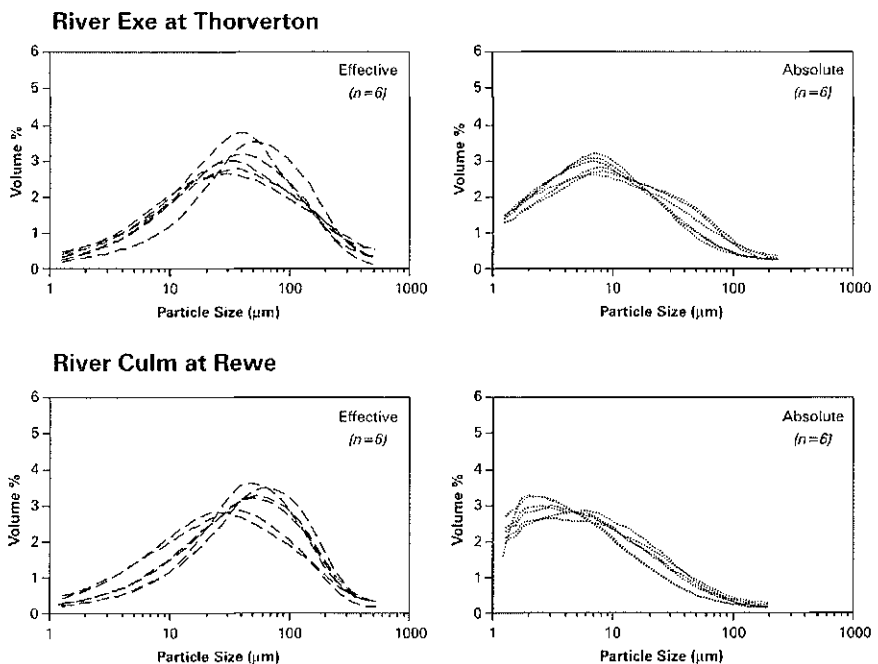 River Exe at Thorverton
Effective
(n=6)
Volume %
6
5
4
3
2
1
0
1
10
100
1000
Particle Size (μm)
Absolute
(n=6)
Volume %
6
5
4
3
2
1
0
1
10
100
1000
Particle Size (μm)
River Culm at Rewe
Effective
(n=6)
Volume %
6
5
4
3
2
1
0
1
10
100
1000
Particle Size (μm)
Absolute
(n=6)
Volume %
6
5
4
3
2
1
0
1
10
100
1000
Particle Size (μm)